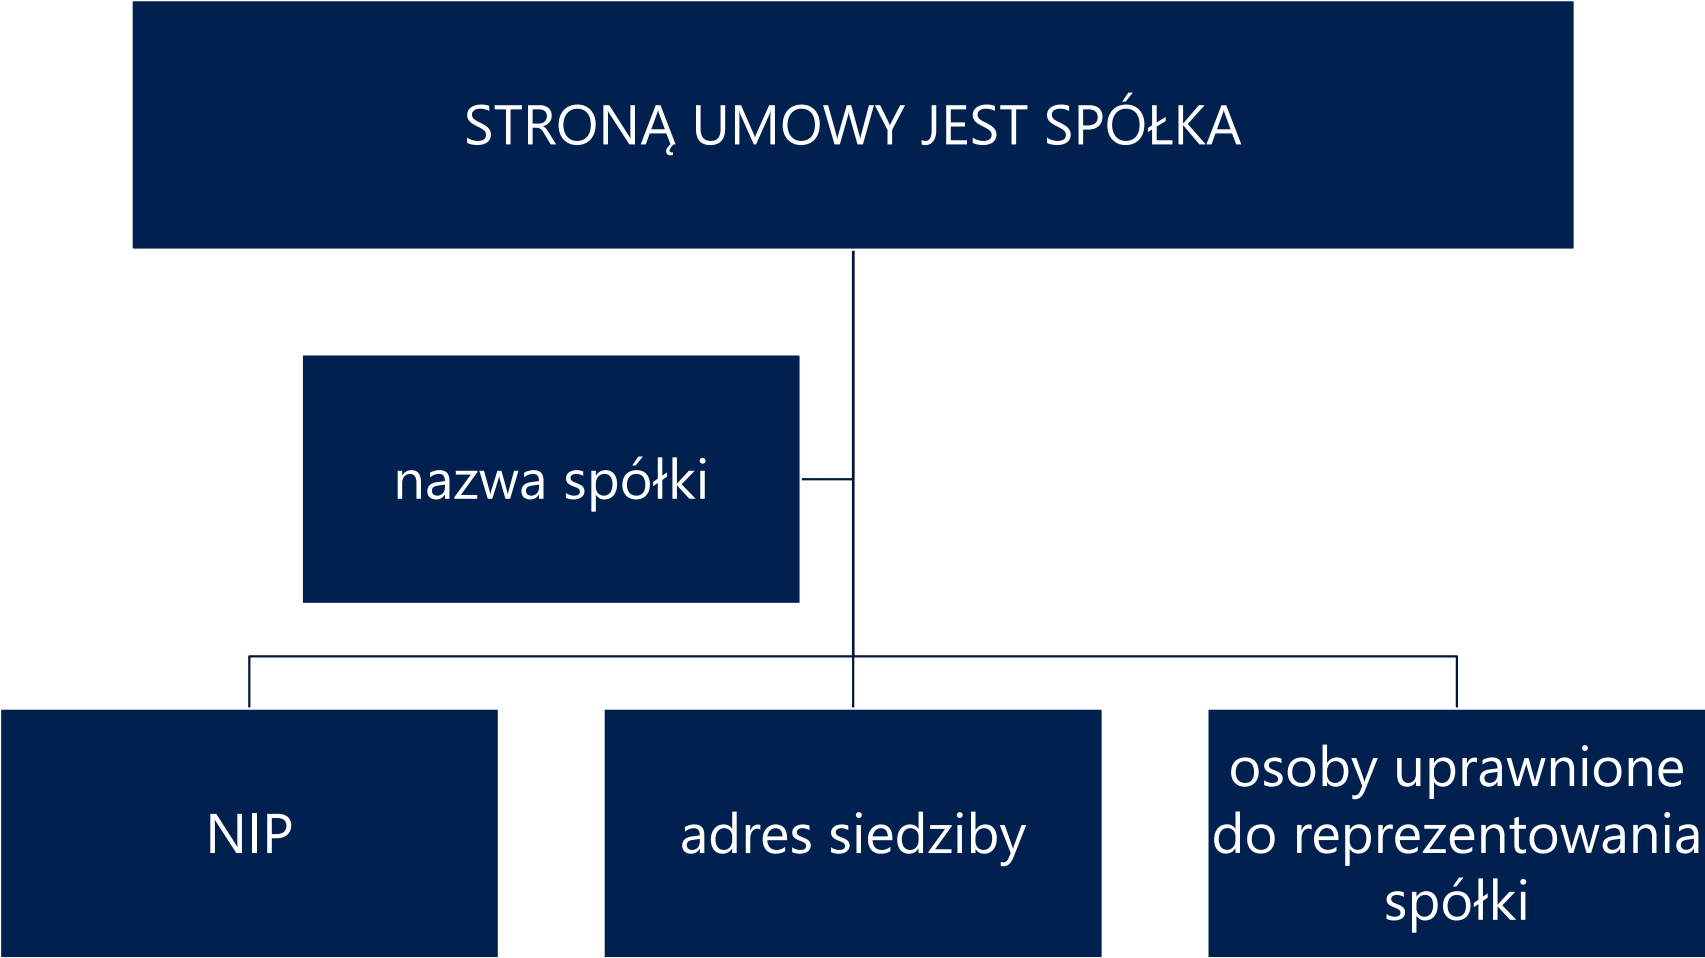 STRONĄ UMOWY JEST SPÓŁKA
nazwa spółki
NIP
adres siedziby
osoby uprawnione
do reprezentowania
spółki